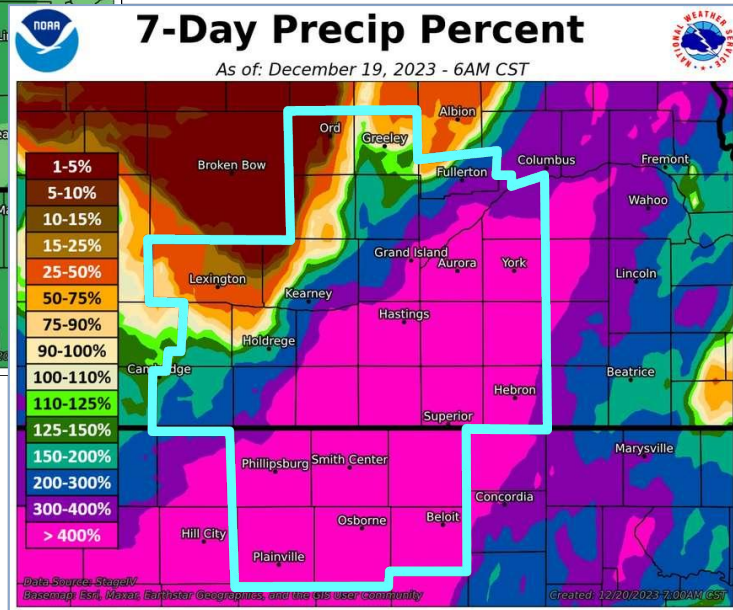 NOAA
7-Day Precip Percent
NATIONAL WEATHER SERVICE
As of: December 19, 2023 - 6AM CST
Ord
Albion
Greeley
Broken Bow
Columbus
Fremont
Fullerton
Wahoo
Grand Island
Aurora
York
Lincoln
Lexington
Kearney
Hastings
Holdrege
Beatrice
Hebron
Superior
Marysville
Phillipsburg
Smith Center
Concordia
Osborne
Beloit
Hill City
Plainville
1-5%
5-10%
10-15%
15-25%
25-50%
50-75%
75-90%
90-100%
100-110%
110-125%
125-150%
150-200%
200-300%
300-400%
> 400%
Data Source: StageIV
Basemap: Esri, Maxar, Earthstar Geographics, and the GIS User Community
Created: 12/20/2023 7:00AM CST